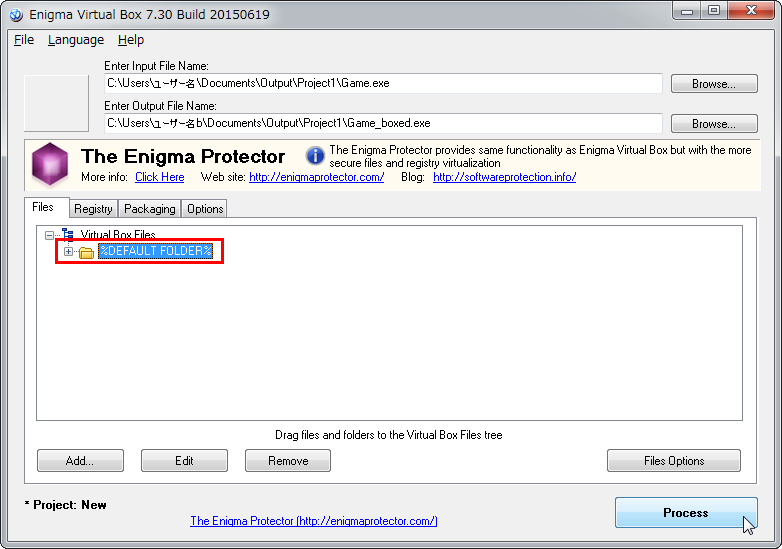 Enigma Virtual Box 7.30 Build 20150619
File Language Help
Enter Input File Name:
C:\Users\ユーザー名\Documents\Output\Project1\Game.exe
Browse...
Enter Output File Name:
C:\Users\ユーザー名b\Documents\Output\Project1\Game_boxed.exe
Browse...
The Enigma Protector
The Enigma Protector provides same functionality as Enigma Virtual Box but with the more
secure files and registry virtualization
More info: Click Here Web site: http://enigmaprotector.com/ Blog: http://softwareprotection.info/
Files Registry Packaging Options
Virtual Box Files
%DEFAULT FOLDER%
Drag files and folders to the Virtual Box Files tree
Add... Edit Remove Files Options
* Project: New
Process
The Enigma Protector (http://enigmaprotector.com/)